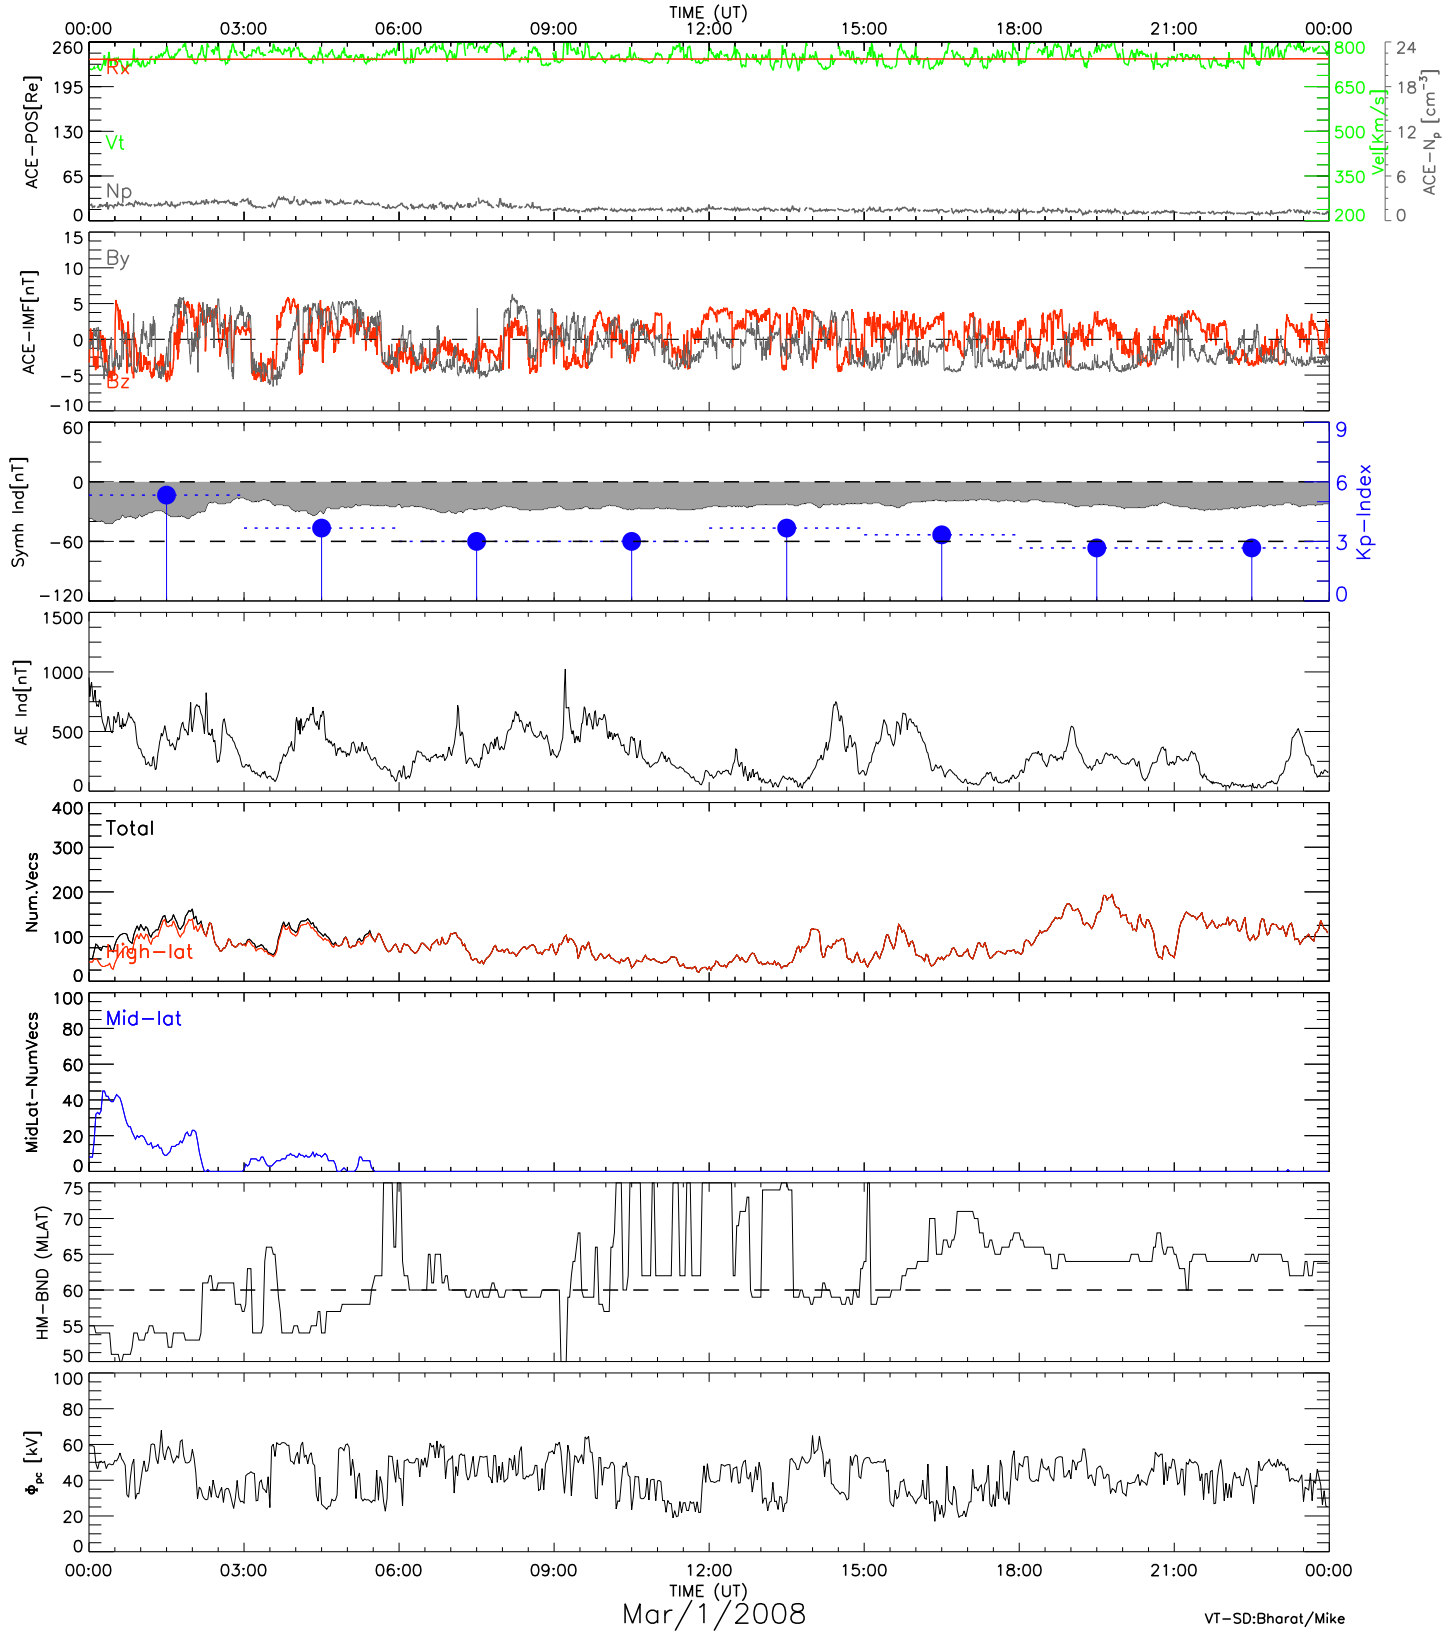 TIME (UT)
00:00 03:00 06:00 09:00 12:00 15:00 18:00 21:00 00:00
260
195
130
65
0
ACE-POS[Re]
Rx
Vt
Np
800
650
500
350
200
Vel[Km/s]
24
18
12
6
0
ACE-Np [cm-3]
15
10
5
0
-5
-10
ACE-IMF[nT]
By
Bz
60
0
-60
-120
Symh Ind[nT]
9
6
3
0
Kp-Index
1500
1000
500
0
AE Ind[nT]
400
300
200
100
0
Num.Vecs
Total
High-lat
100
80
60
40
20
0
MidLat-NumVecs
Mid-lat
75
70
65
60
55
50
HM-BND (MLAT)
100
80
60
40
20
0
Φpc [kV]
00:00 03:00 06:00 09:00 12:00 15:00 18:00 21:00 00:00
TIME (UT)
Mar/1/2008
VT-SD:Bharat/Mike